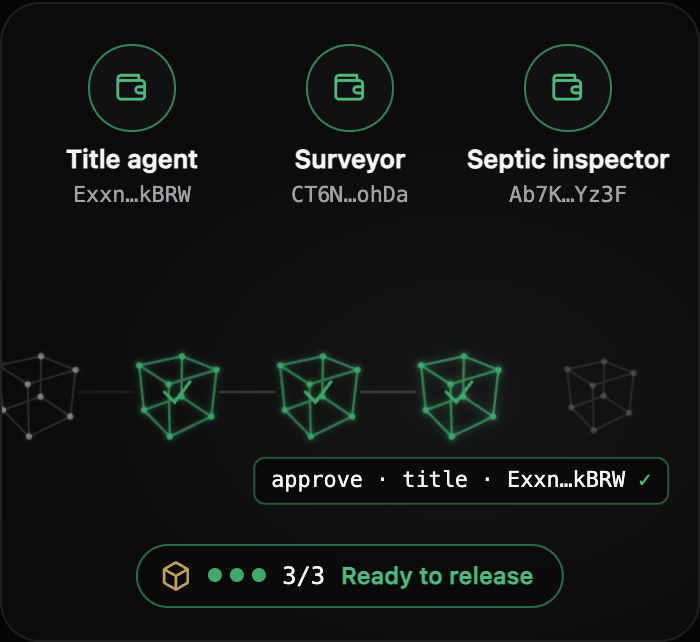 Title agent
Exxn…kBRW
Surveyor
CT6N…ohDa
Septic inspector
Ab7K…Yz3F
approve · title · Exxn…kBRW ✓
3/3 Ready to release